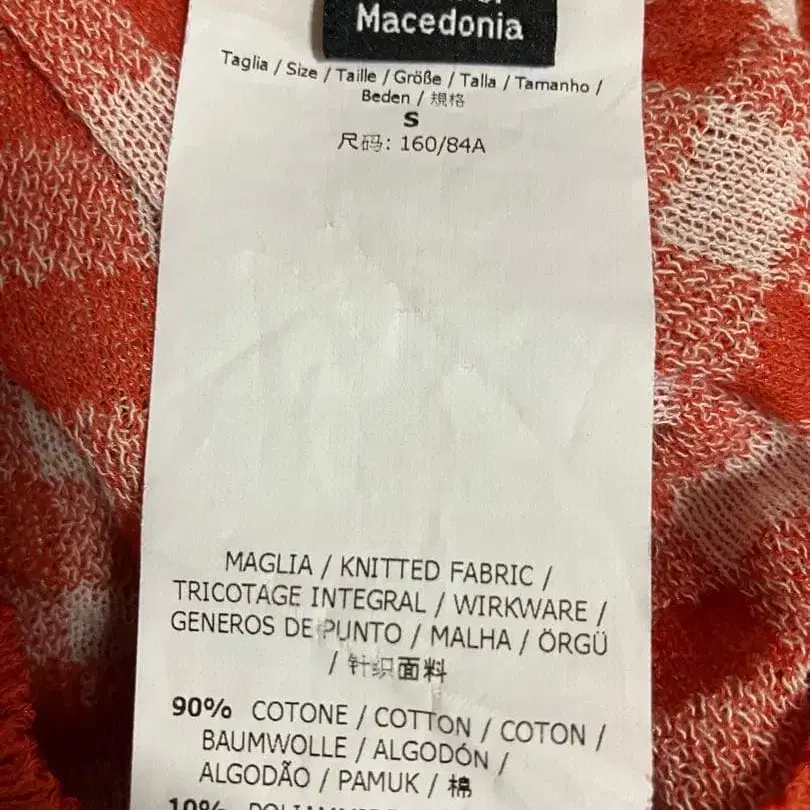 Macedonia
Taglia / Size / Taille / Größe / Talla / Tamanho /
Beden / 規格
S
尺码: 160/84A
MAGLIA / KNITTED FABRIC /
TRICOTAGE INTEGRAL / WIRKWARE /
GENEROS DE PUNTO / MALHA / ÖRGÜ
/ 针织面料
90% COTONE / COTTON / COTON /
BAUMWOLLE / ALGODÓN /
ALGODÃO / PAMUK / 棉
10%